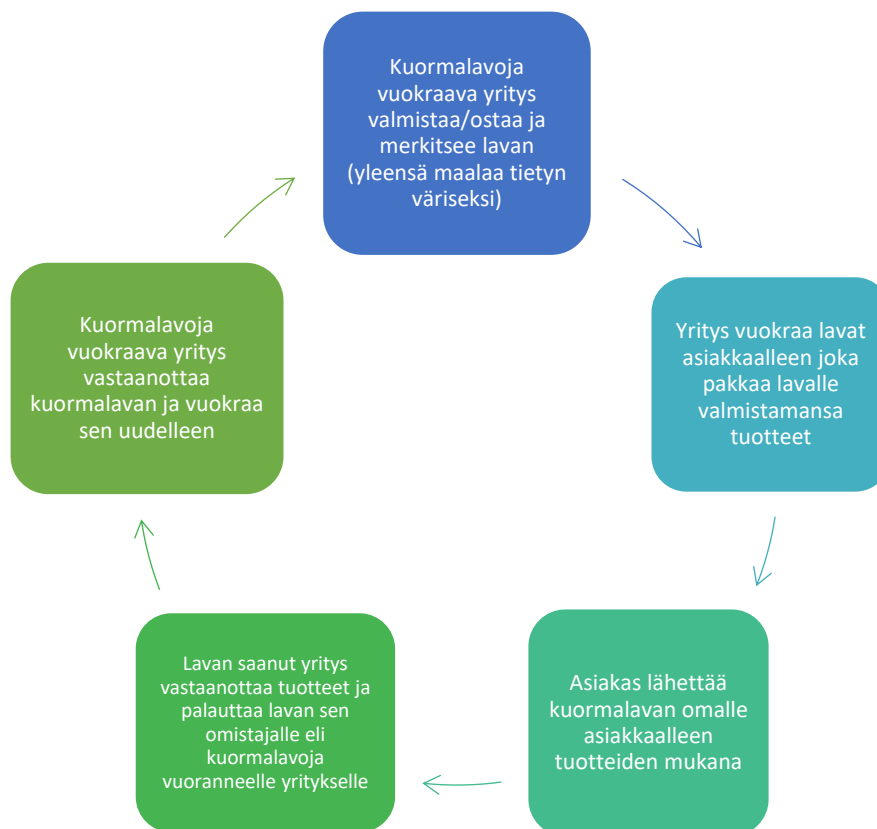 Kuormalavoja
vuokraava yritys
valmistaa/ostaa ja
merkitsee lavan
(yleensä maalaa tietyn
väriseksi)
Yritys vuokraa lavat
asiakkaalleen joka
pakkaa lavalle
valmistamansa
tuotteet
Asiakas lähettää
kuormalavan omalle
asiakkaalleen
tuotteiden mukana
Lavan saanut yritys
vastaanottaa tuotteet ja
palauttaa lavan sen
omistajalle eli
kuormalavoja
vuoranneelle yritykselle
Kuormalavoja
vuokraava yritys
vastaanottaa
kuormalavan ja vuokraa
sen uudelleen